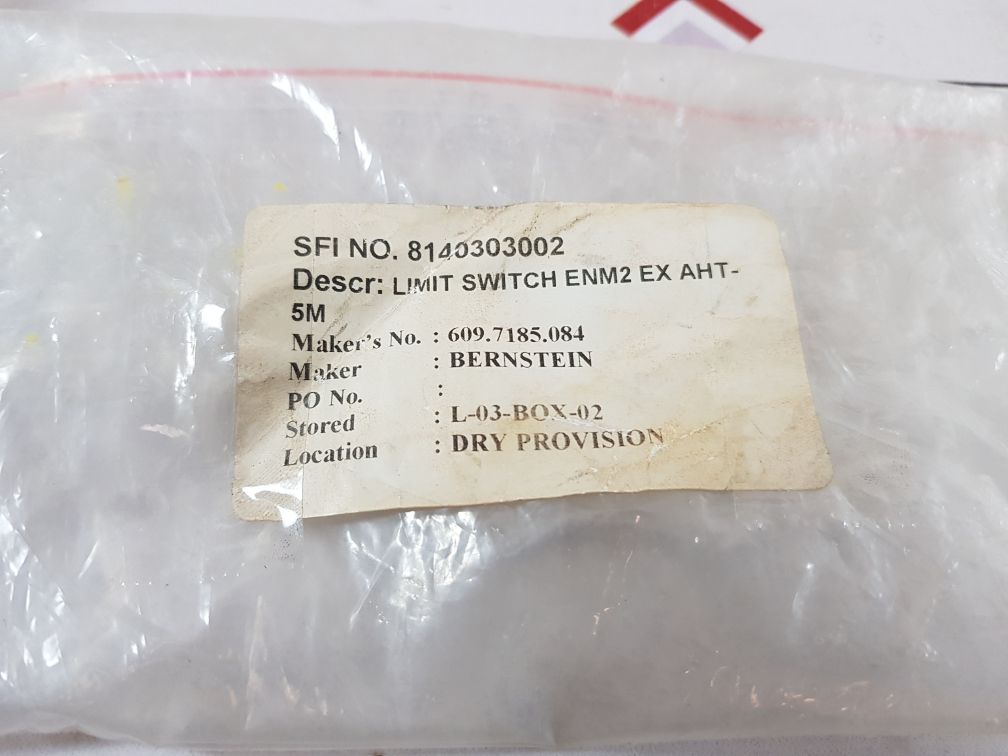 SFI NO. 8140303002
Descr: LIMIT SWITCH ENM2 EX AHT-
5M
Maker's No. : 609.7185.084
Maker : BERNSTEIN
PO No. :
Stored : L-03-BOX-02
Location : DRY PROVISION